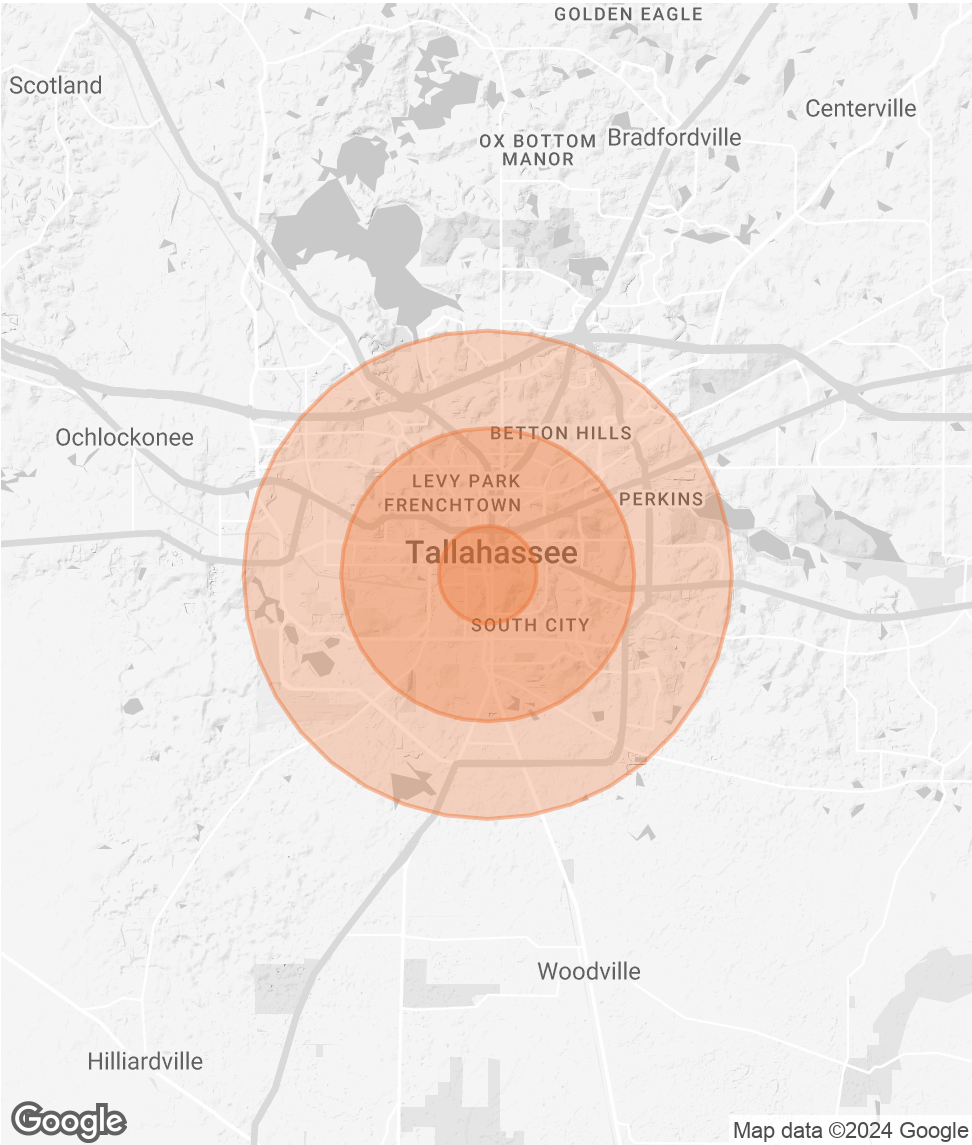 GOLDEN EAGLE
Scotland
Centerville
OX BOTTOM
MANOR
Bradfordville
Ochlockonee
BETTON HILLS
LEVY PARK
FRENCHTOWN
PERKINS
Tallahassee
SOUTH CITY
Woodville
Hilliardville
Google
Map data ©2024 Google